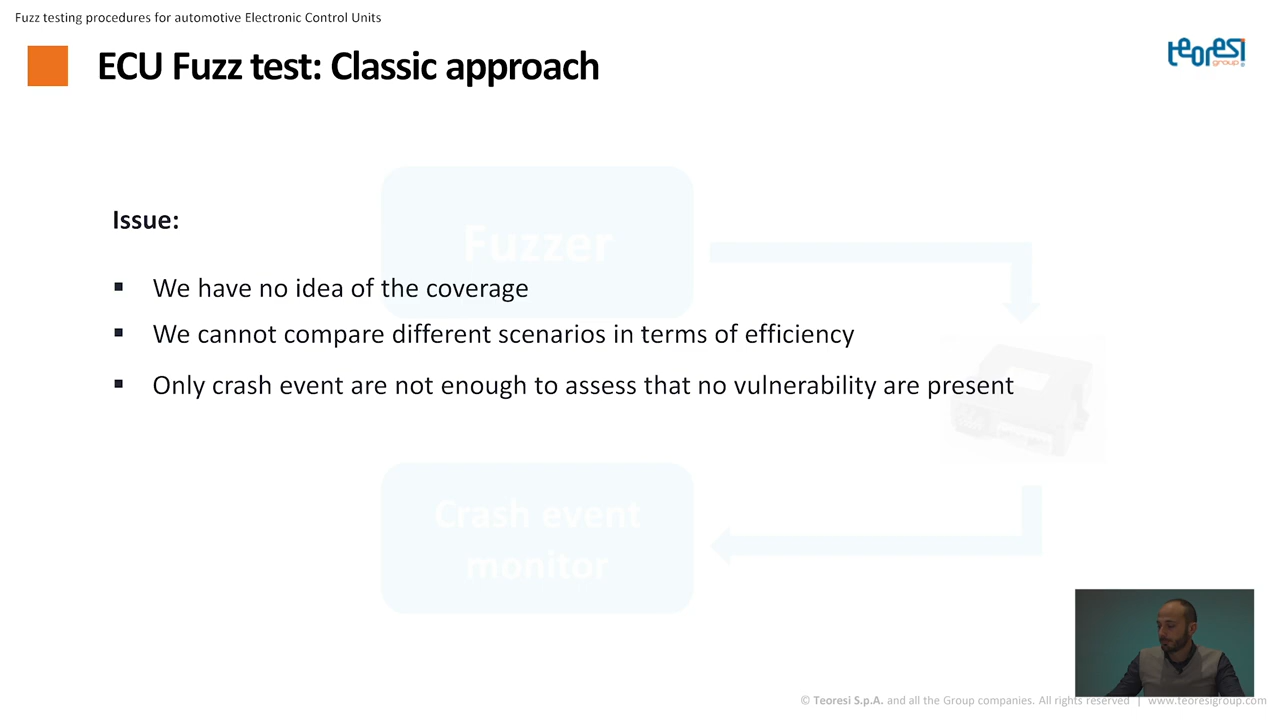 Fuzz testing procedures for automotive Electronic Control Units
ECU Fuzz test: Classic approach
teoresi
group
Issue:
Fuzzer
▪ We have no idea of the coverage
▪ We cannot compare different scenarios in terms of efficiency
▪ Only crash event are not enough to assess that no vulnerability are present
Crash event
monitor
© Teoresi S.p.A. and all the Group companies. All rights reserved | www.teoresigroup.com